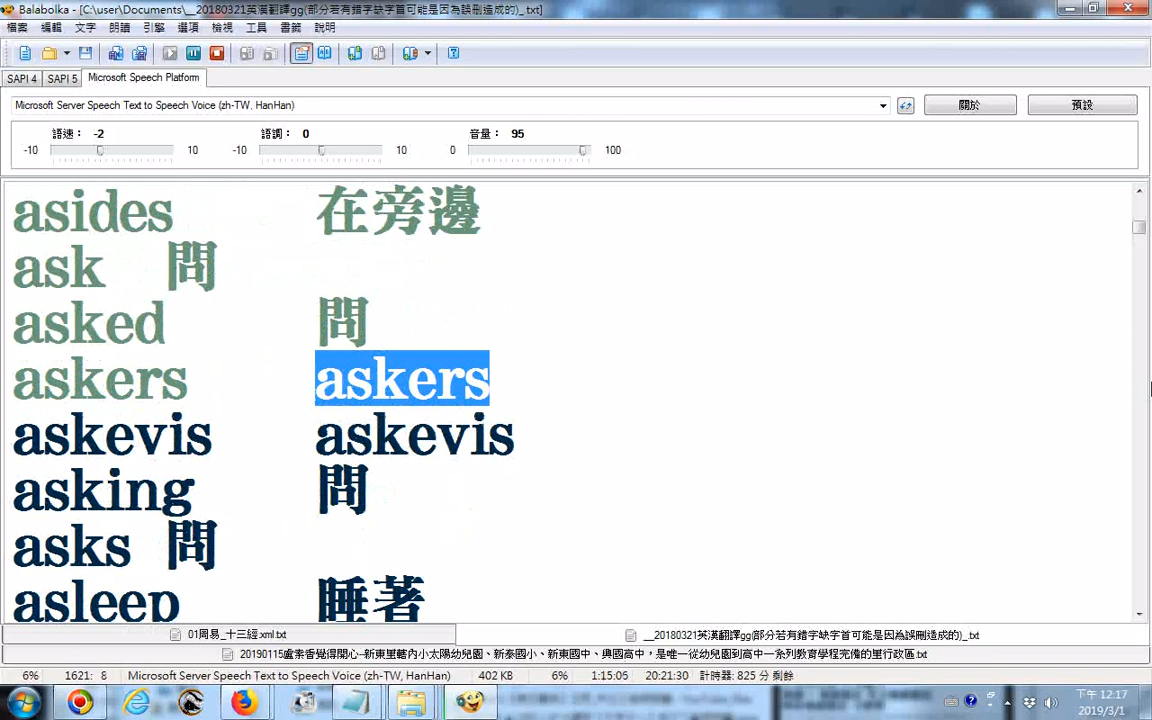 Balabolka - [C:\user\Documents\__20180321英漢翻譯gg(部分若有錯字缺字首可能是因為誤刪造成的)_.txt]
檔案 編輯 文字 朗讀 引擎 選項 檢視 工具 書籤 說明
SAPI 4 SAPI 5 Microsoft Speech Platform
Microsoft Server Speech Text to Speech Voice (zh-TW, HanHan) 關於 預設
語速： -2 語調： 0 音量： 95
-10 10 -10 10 0 100
asides 在旁邊
ask 問
asked 問
askers askers
askevis askevis
asking 問
asks 問
asleep 睡著
01周易_十三經.xml.txt __20180321英漢翻譯gg(部分若有錯字缺字首可能是因為誤刪造成的)_.txt
20190115盧素香覺得開心--新東里轄內小太陽幼兒園、新泰國小、新東國中、興國高中，是唯一從幼兒園到高中一系列教育學程完備的里行政區.txt
6% 1621: 8 Microsoft Server Speech Text to Speech Voice (zh-TW, HanHan) 402 KB 6% 1:15:06 20:21:30 計時器: 825 分 剩餘
下午 12:17
2019/3/1